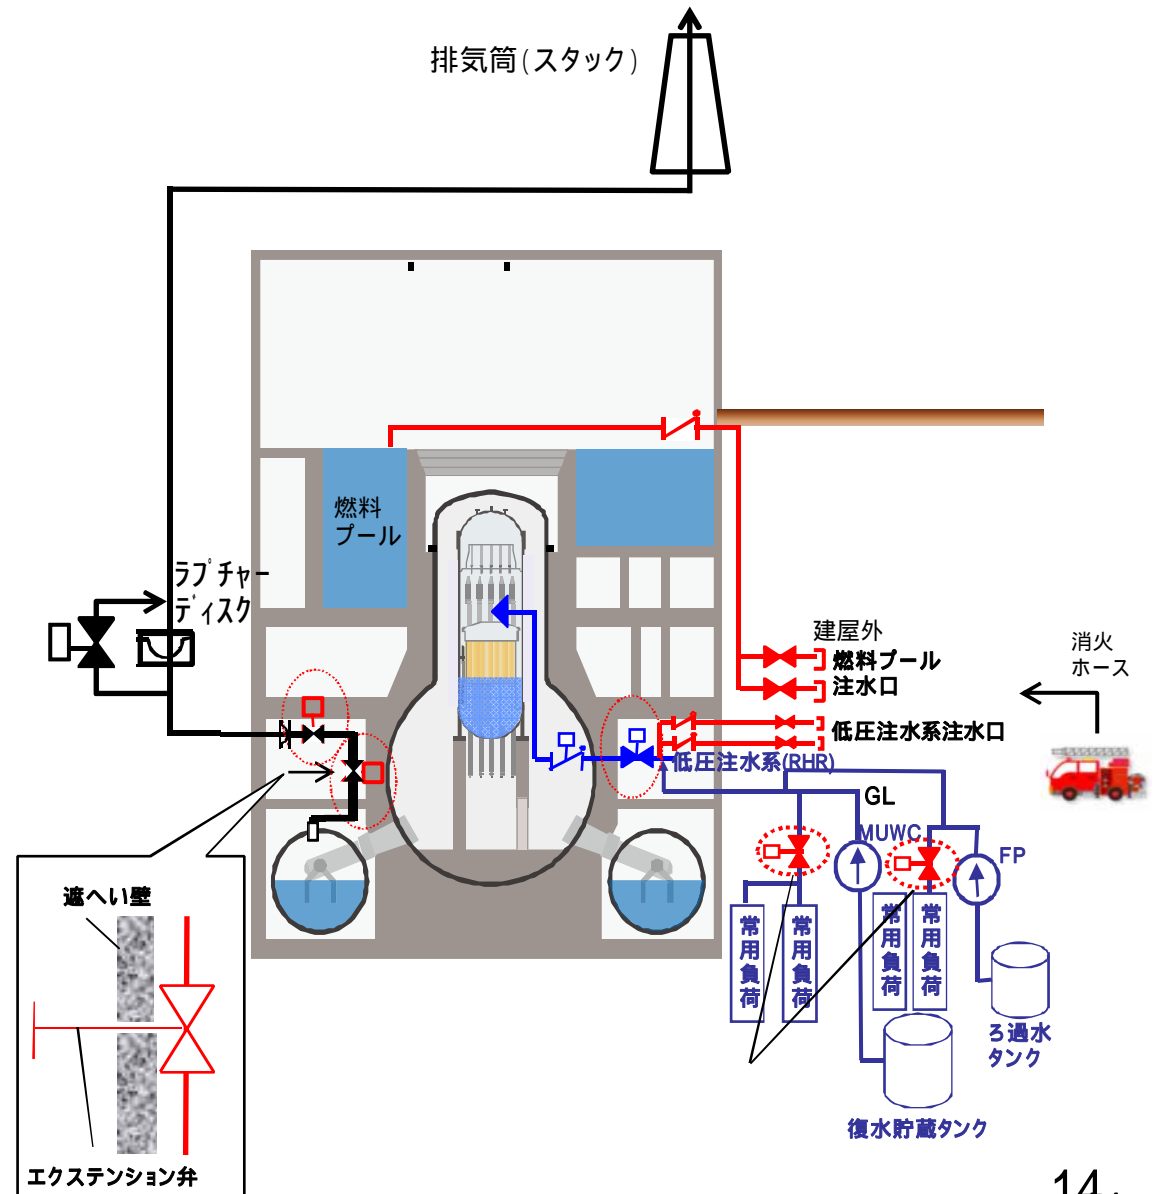 排気筒(スタック)
燃料
プール
ラプチャー
ディスク
建屋外
燃料プール
注水口
消火
ホース
低圧注水系注水口
低圧注水系(RHR)
GL
MUWC
FP
遮へい壁
常用負荷
常用負荷
常用負荷
常用負荷
ろ過水
タンク
復水貯蔵タンク
エクステンション弁
14.